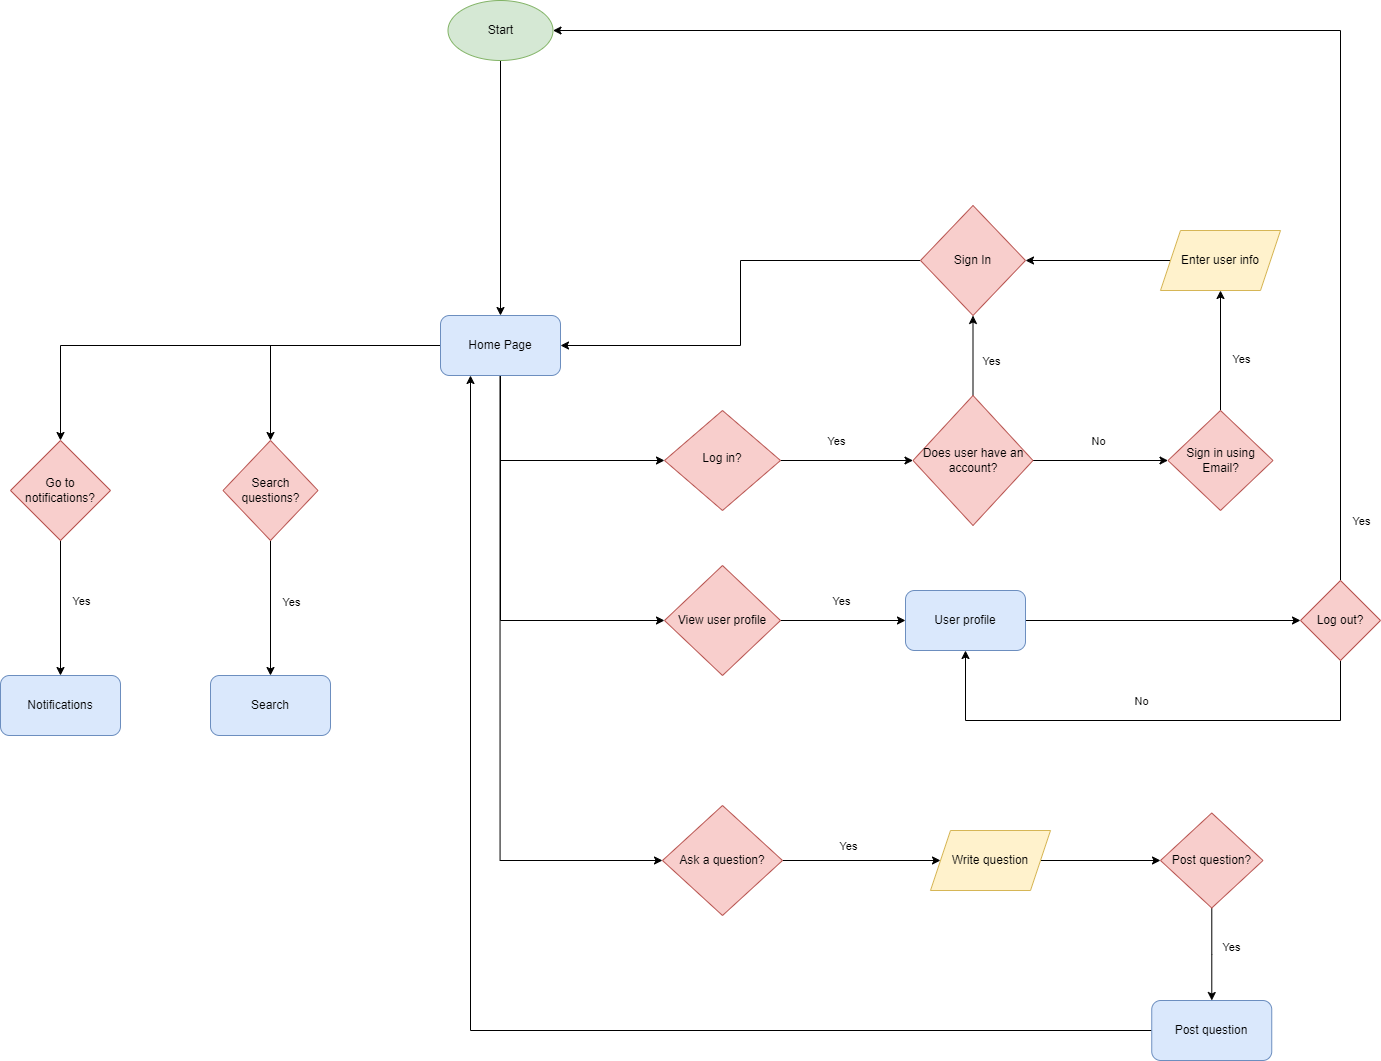 Start
Sign In
Enter user info
Home Page
Yes
Yes
Log in?
Yes
Does user have an
account?
No
Sign in using
Email?
Go to
notifications?
Search
questions?
Yes
Yes
Yes
Yes
View user profile
User profile
Log out?
No
Notifications
Search
Ask a question?
Yes
Write question
Post question?
Yes
Post question